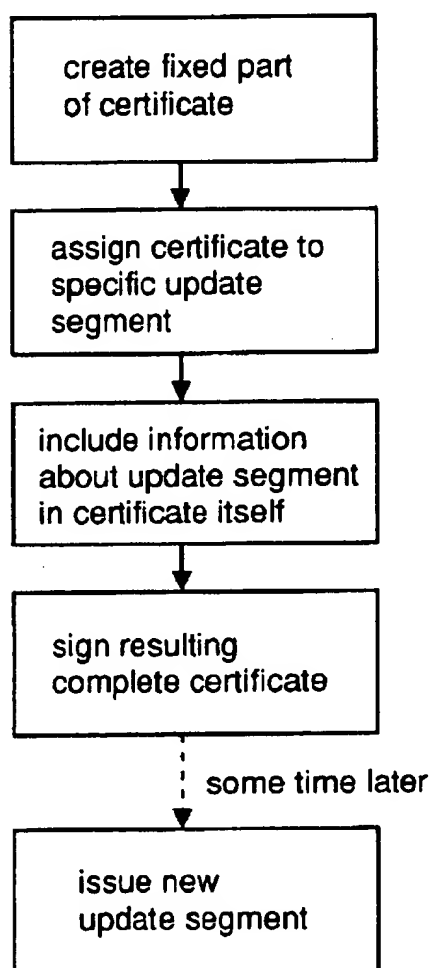 create fixed part
of certificate
assign certificate to
specific update
segment
include information
about update segment
in certificate itself
sign resulting
complete certificate
some time later
issue new
update segment